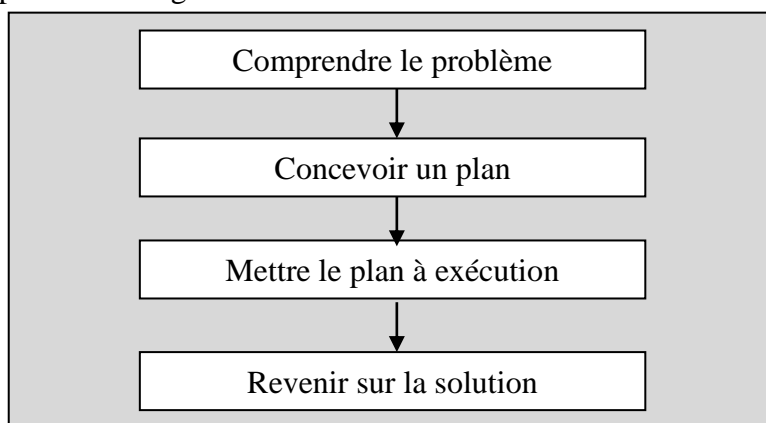 Comprendre le problème
Concevoir un plan
Mettre le plan à exécution
Revenir sur la solution